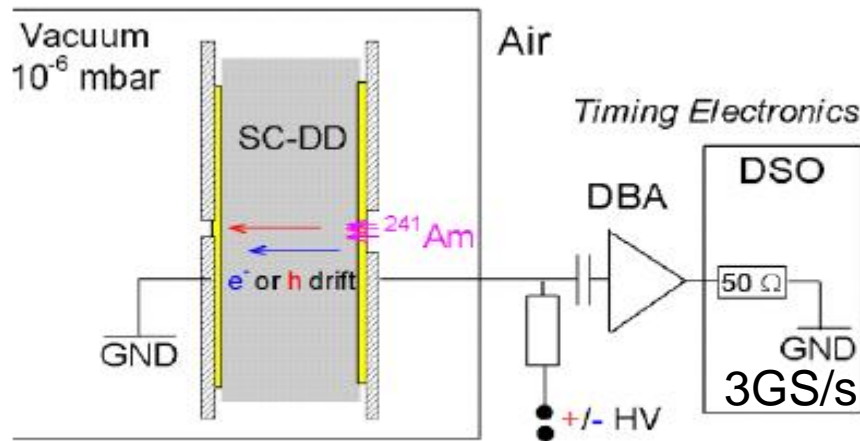 Vacuum
10⁻⁶ mbar
Air
SC-DD
²⁴¹Am
e⁻ or h drift
GND
Timing Electronics
DSO
DBA
50 Ω
GND
3GS/s
+/- HV